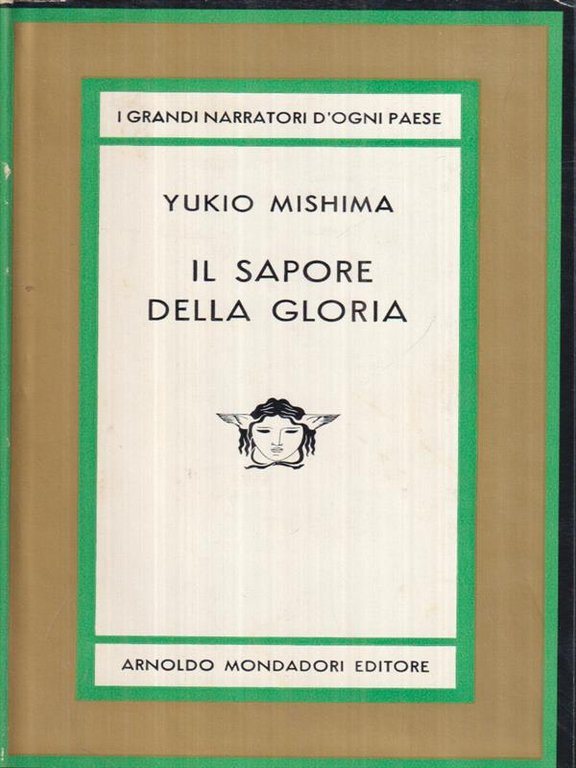 I GRANDI NARRATORI D'OGNI PAESE
YUKIO MISHIMA
IL SAPORE
DELLA GLORIA
ARNOLDO MONDADORI EDITORE